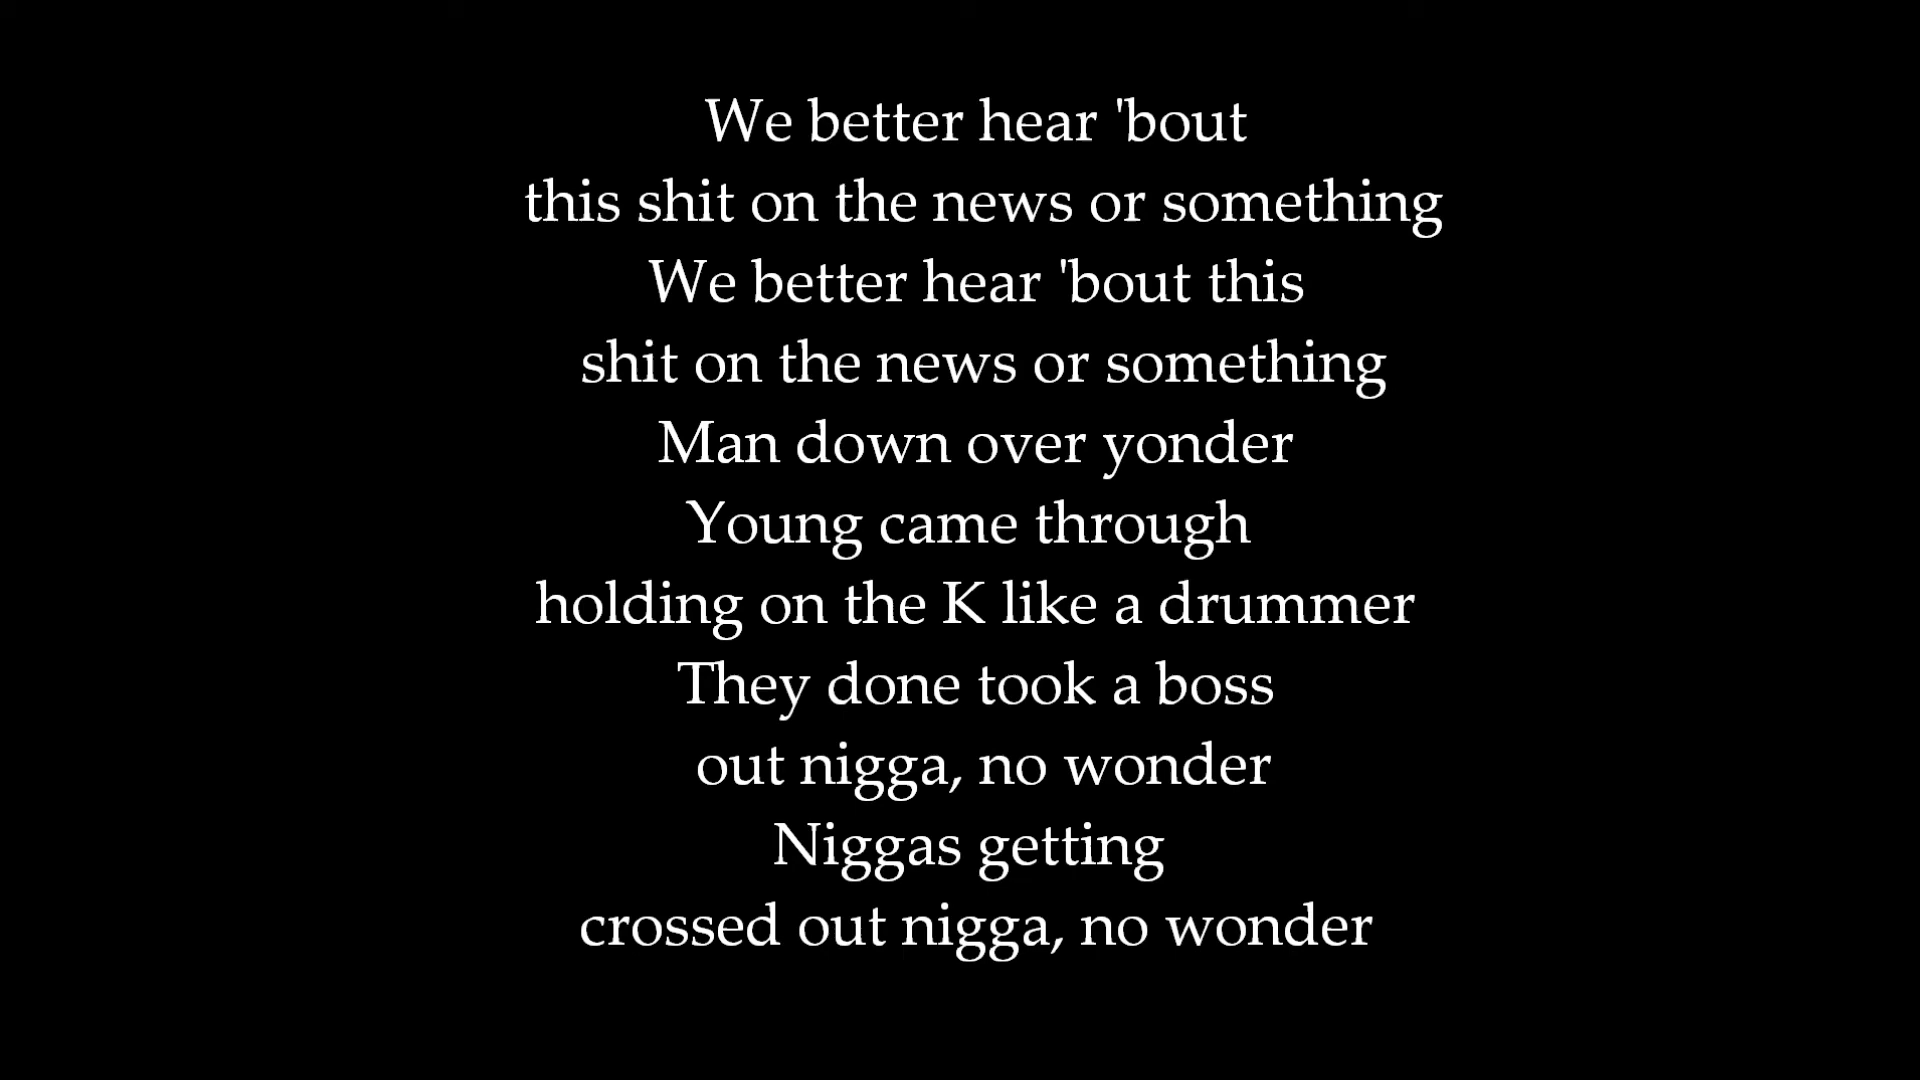 We better hear 'bout
this shit on the news or something
We better hear 'bout this
shit on the news or something
Man down over yonder
Young came through
holding on the K like a drummer
They done took a boss
out nigga, no wonder
Niggas getting
crossed out nigga, no wonder